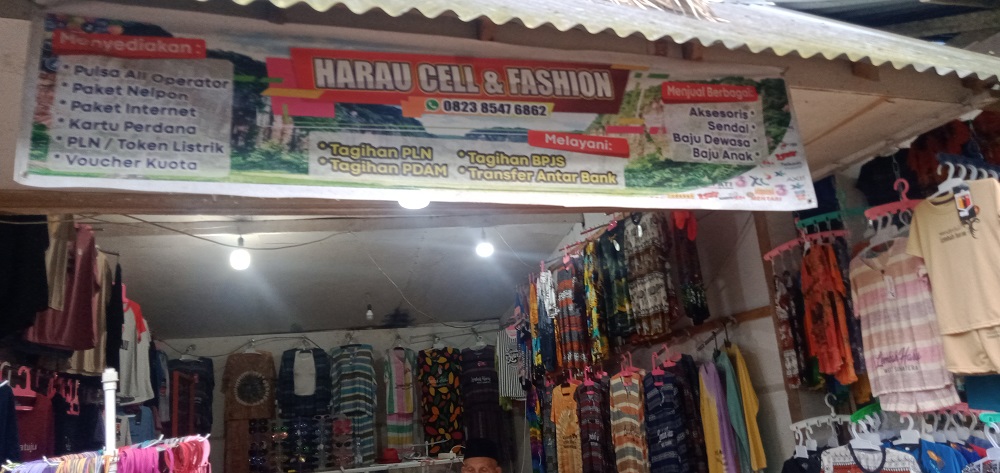 Menyediakan :
• Pulsa All Operator
• Paket Nelpon
• Paket Internet
• Kartu Perdana
• PLN / Token Listrik
• Voucher Kuota
HARAU CELL & FASHION
0823 8547 6862
Melayani:
• Tagihan PLN
• Tagihan PDAM
• Tagihan BPJS
• Transfer Antar Bank
Menjual Berbagai
Aksesoris •
Sendal •
Baju Dewasa •
Baju Anak •